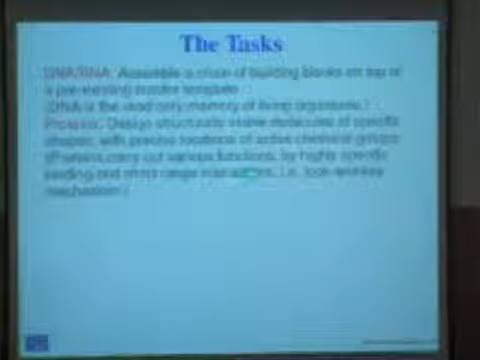 The Tasks
DNA/RNA: Assemble a chain of building blocks on top of
a pre-existing master template.
(DNA is the read only memory of living organisms.)
Proteins: Design structurally stable molecules of specific
shapes, with precise locations of active chemical groups.
(Proteins carry out various functions, by highly specific
binding and short range interactions, i.e. lock-and-key
mechanism.)